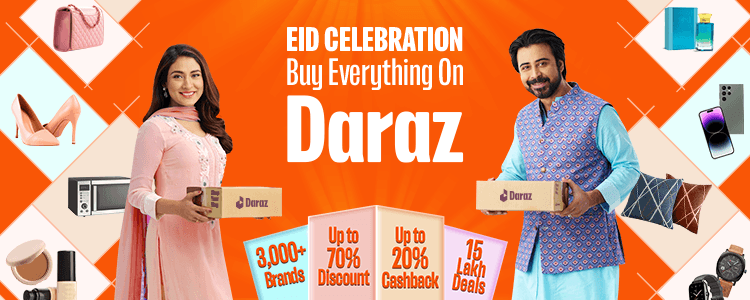 EID CELEBRATION
Buy Everything On
Daraz
Daraz
Daraz
3,000+
Brands
Up to
70%
Discount
Up to
20%
Cashback
15
Lakh
Deals